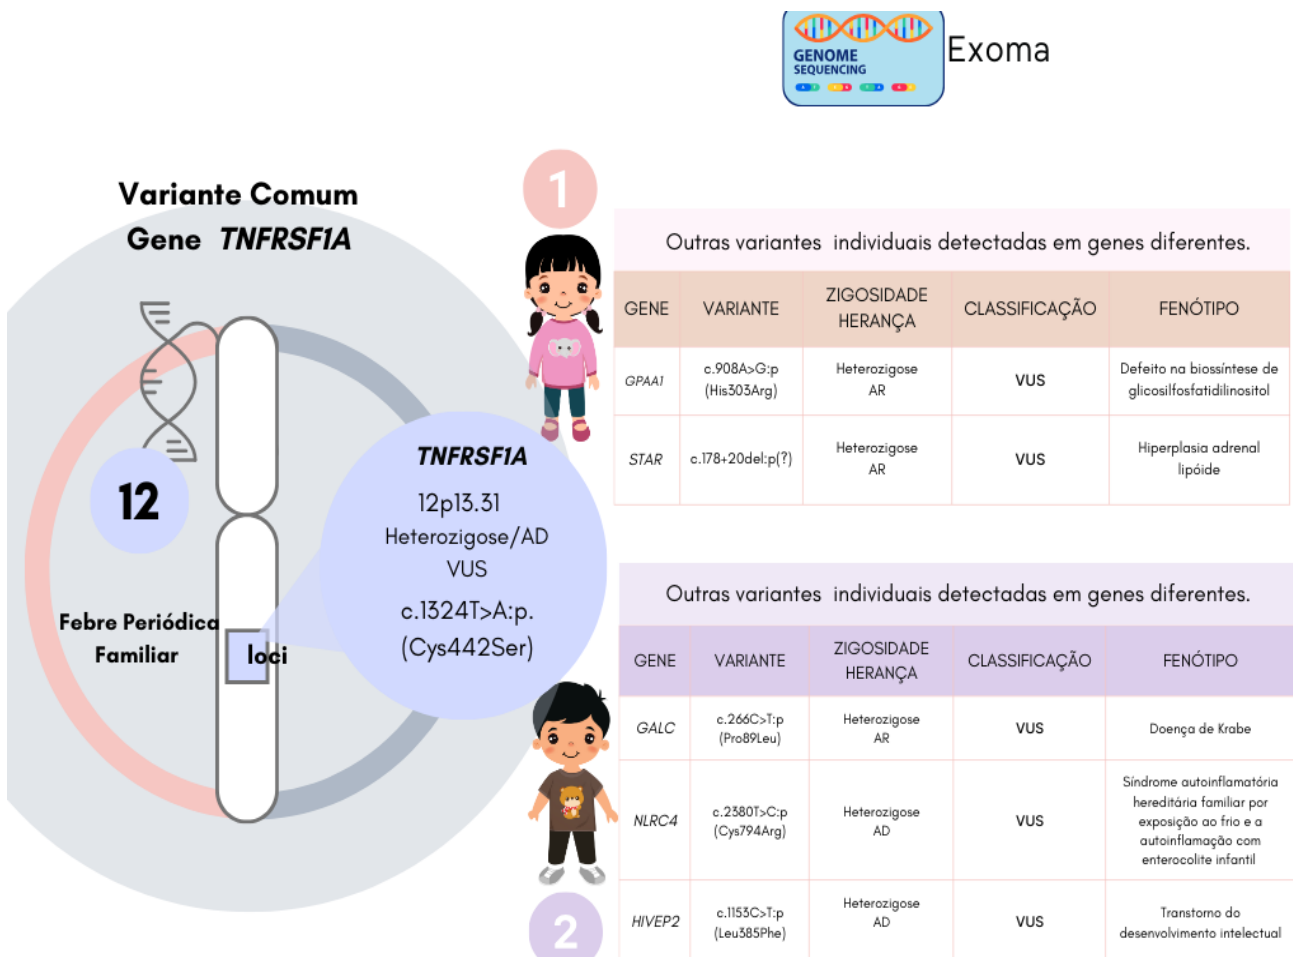 GENOME
SEQUENCING
Exoma
Variante Comum
Gene TNFRSF1A
12
Febre Periódica
Familiar
loci
TNFRSF1A
12p13.31
Heterozigose/AD
VUS
c.1324T>A:p.
(Cys442Ser)
1
Outras variantes individuais detectadas em genes diferentes.
GENE VARIANTE ZIGOSIDADE HERANÇA CLASSIFICAÇÃO FENÓTIPO
GPAA1 c.908A>G:p (His303Arg) Heterozigose AR VUS Defeito na biossíntese de glicosilfosfatidilinositol
STAR c.178+20del:p(?) Heterozigose AR VUS Hiperplasia adrenal lipóide
Outras variantes individuais detectadas em genes diferentes.
GENE VARIANTE ZIGOSIDADE HERANÇA CLASSIFICAÇÃO FENÓTIPO
GALC c.266C>T:p (Pro89Leu) Heterozigose AR VUS Doença de Krabe
NLRC4 c.2380T>C:p (Cys794Arg) Heterozigose AD VUS Síndrome autoinflamatória hereditária familiar por exposição ao frio e a autoinflamação com enterocolite infantil
HIVEP2 c.1153C>T:p (Leu385Phe) Heterozigose AD VUS Transtorno do desenvolvimento intelectual
2